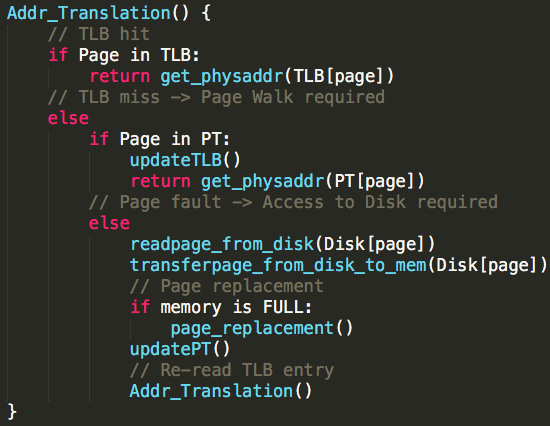 Addr_Translation() {
// TLB hit
if Page in TLB:
return get_physaddr(TLB[page])
// TLB miss -> Page Walk required
else
if Page in PT:
updateTLB()
return get_physaddr(PT[page])
// Page fault -> Access to Disk required
else
readpage_from_disk(Disk[page])
transferpage_from_disk_to_mem(Disk[page])
// Page replacement
if memory is FULL:
page_replacement()
updatePT()
// Re-read TLB entry
Addr_Translation()
}